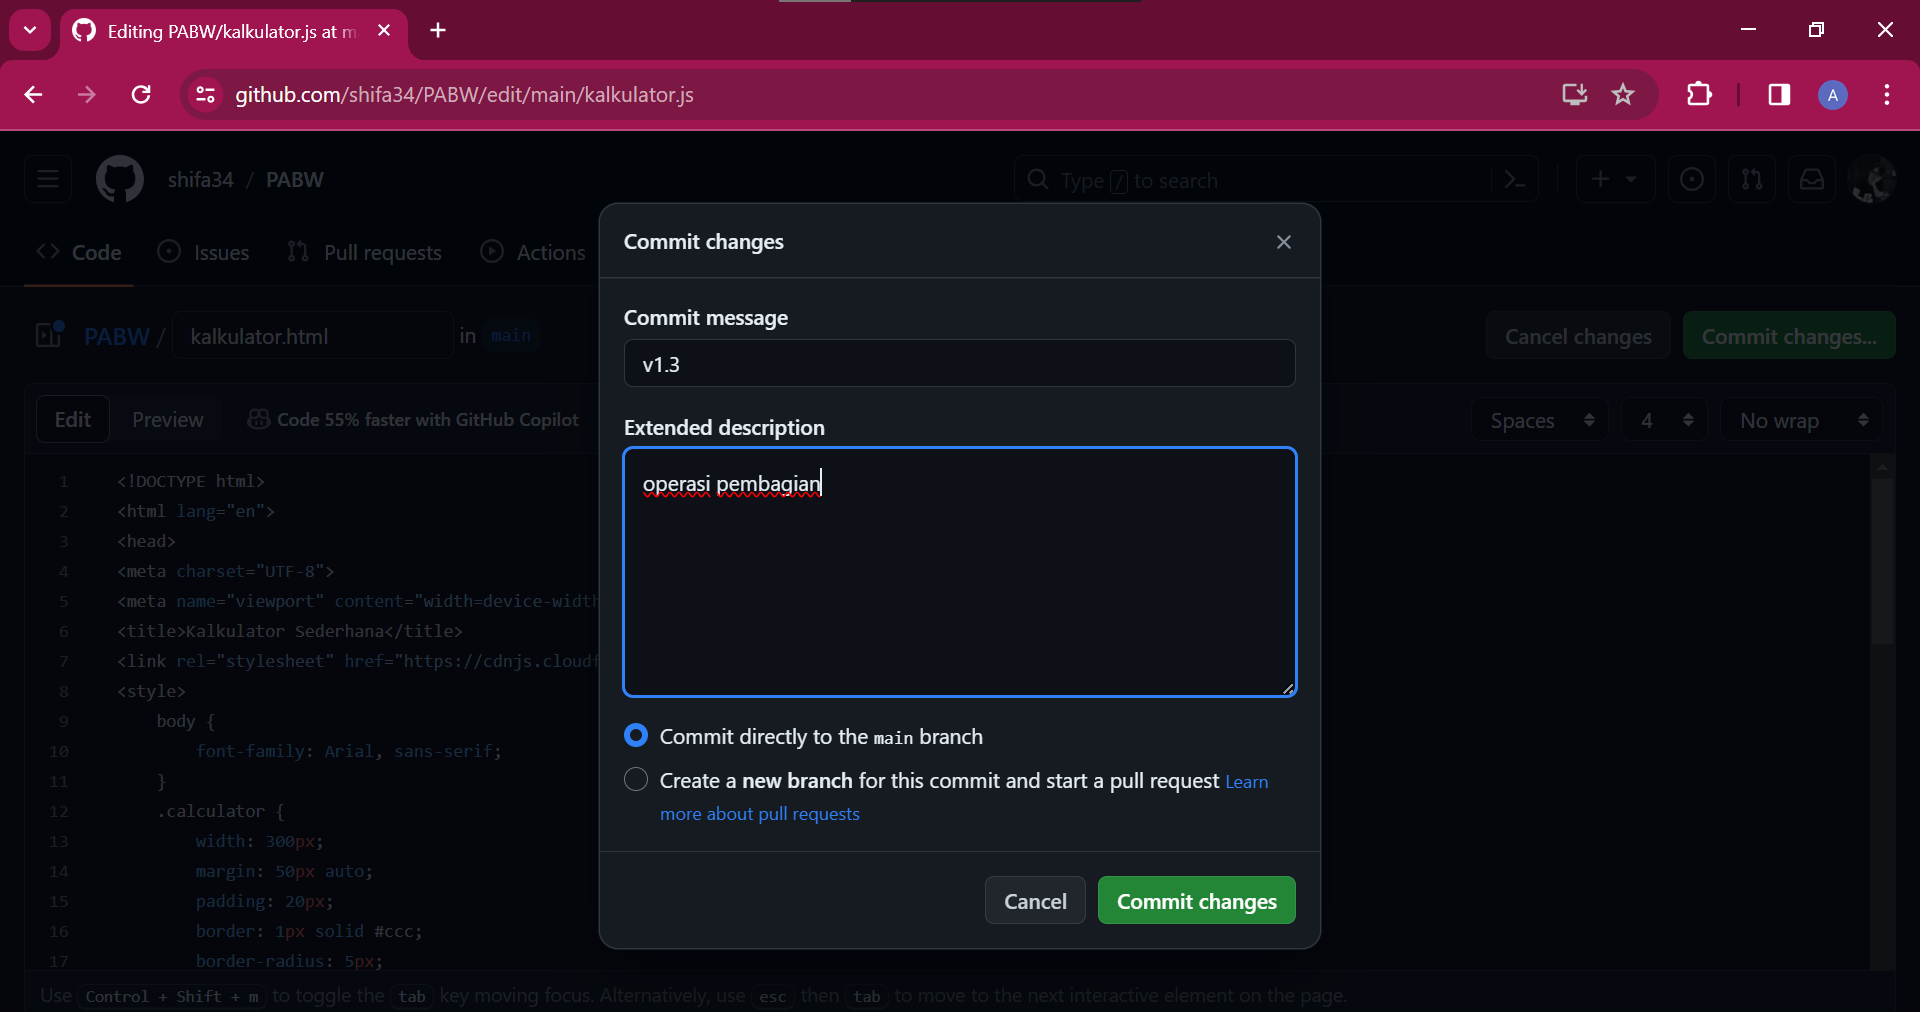 Editing PABW/kalkulator.js at m
github.com/shifa34/PABW/edit/main/kalkulator.js
A
shifa34 / PABW
Type / to search
Code
Issues
Pull requests
Actions
PABW / kalkulator.html in main
Cancel changes
Commit changes...
Edit
Preview
Code 55% faster with GitHub Copilot
Spaces
4
No wrap
1 <!DOCTYPE html>
2 <html lang="en">
3 <head>
4 <meta charset="UTF-8">
5 <meta name="viewport" content="width=device-width
6 <title>Kalkulator Sederhana</title>
7 <link rel="stylesheet" href="https://cdnjs.cloudf
8 <style>
9 body {
10 font-family: Arial, sans-serif;
11 }
12 .calculator {
13 width: 300px;
14 margin: 50px auto;
15 padding: 20px;
16 border: 1px solid #ccc;
17 border-radius: 5px;
Use Control + Shift + m to toggle the tab key moving focus. Alternatively, use esc then tab to move to the next interactive element on the page.
Commit changes
Commit message
v1.3
Extended description
operasi pembagian
Commit directly to the main branch
Create a new branch for this commit and start a pull request Learn
more about pull requests
Cancel
Commit changes